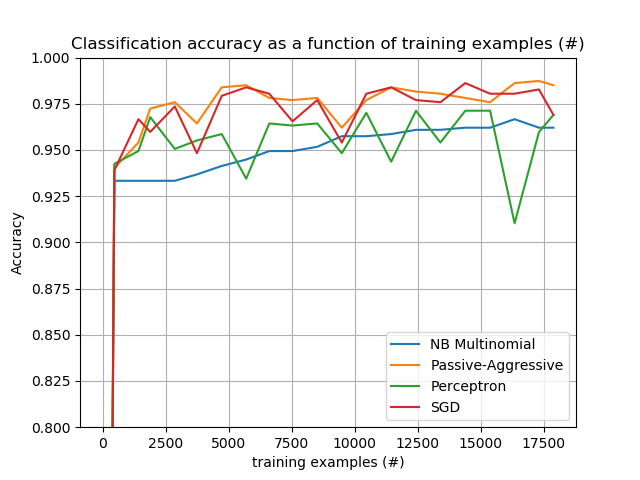 Classification accuracy as a function of training examples (#)
1.000
0.975
0.950
0.925
0.900
0.875
0.850
0.825
0.800
Accuracy
NB Multinomial
Passive-Aggressive
Perceptron
SGD
0 2500 5000 7500 10000 12500 15000 17500
training examples (#)